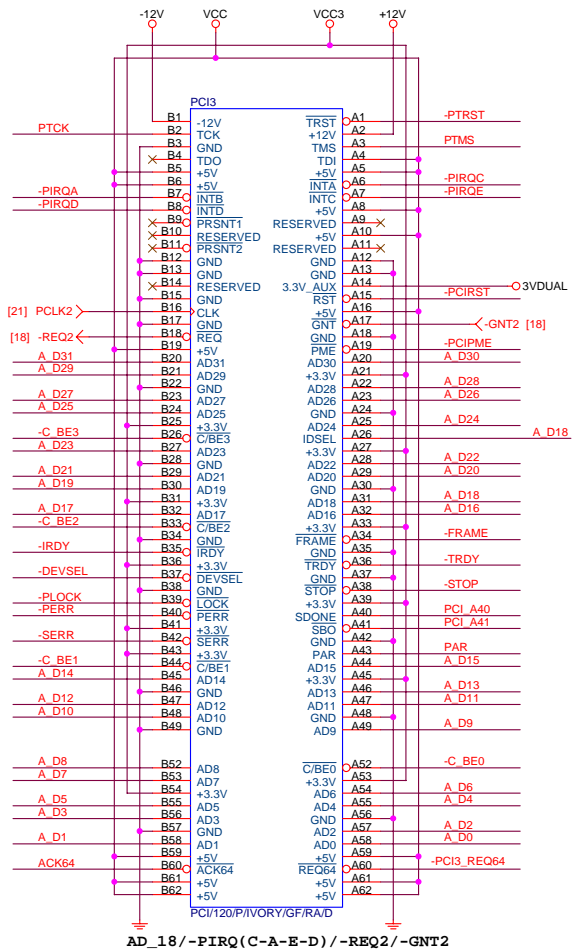 -12V VCC VCC3 +12V
PCI3
B1 -12V TRST A1 -PTRST
PTCK B2 TCK +12V A2
B3 GND TMS A3 PTMS
B4 TDO TDI A4
B5 +5V +5V A5
B6 +5V INTA A6 -PIRQC
-PIRQA B7 INTB INTC A7 -PIRQE
-PIRQD B8 INTD +5V A8
B9 PRSNT1 RESERVED A9
B10 RESERVED +5V A10
B11 PRSNT2 RESERVED A11
B12 GND GND A12
B13 GND GND A13
B14 RESERVED 3.3V_AUX A14 3VDUAL
B15 GND RST A15 -PCIRST
[21] PCLK2 B16 CLK +5V A16
B17 GND GNT A17 -GNT2 [18]
[18] -REQ2 B18 REQ GND A18
B19 +5V PME A19 -PCIPME
A_D31 B20 AD31 AD30 A20 A_D30
A_D29 B21 AD29 +3.3V A21
B22 GND AD28 A22 A_D28
A_D27 B23 AD27 AD26 A23 A_D26
A_D25 B24 AD25 GND A24
B25 +3.3V AD24 A25 A_D24
-C_BE3 B26 C/BE3 IDSEL A26 A_D18
A_D23 B27 AD23 +3.3V A27
B28 GND AD22 A28 A_D22
A_D21 B29 AD21 AD20 A29 A_D20
A_D19 B30 AD19 GND A30
B31 +3.3V AD18 A31 A_D18
A_D17 B32 AD17 AD16 A32 A_D16
-C_BE2 B33 C/BE2 +3.3V A33
B34 GND FRAME A34 -FRAME
-IRDY B35 IRDY GND A35
B36 +3.3V TRDY A36 -TRDY
-DEVSEL B37 DEVSEL GND A37
B38 GND STOP A38 -STOP
-PLOCK B39 LOCK +3.3V A39
-PERR B40 PERR SDONE A40 PCI_A40
B41 +3.3V SBO A41 PCI_A41
-SERR B42 SERR GND A42
B43 +3.3V PAR A43 PAR
-C_BE1 B44 C/BE1 AD15 A44 A_D15
A_D14 B45 AD14 +3.3V A45
B46 GND AD13 A46 A_D13
A_D12 B47 AD12 AD11 A47 A_D11
A_D10 B48 AD10 GND A48
B49 GND AD9 A49 A_D9
A_D8 B52 AD8 C/BE0 A52 -C_BE0
A_D7 B53 AD7 +3.3V A53
B54 +3.3V AD6 A54 A_D6
A_D5 B55 AD5 AD4 A55 A_D4
A_D3 B56 AD3 GND A56
B57 GND AD2 A57 A_D2
A_D1 B58 AD1 AD0 A58 A_D0
B59 +5V +5V A59
ACK64 B60 ACK64 REQ64 A60 -PCI3_REQ64
B61 +5V +5V A61
B62 +5V +5V A62
PCI/120/P/IVORY/GF/RA/D
AD_18/-PIRQ(C-A-E-D)/-REQ2/-GNT2